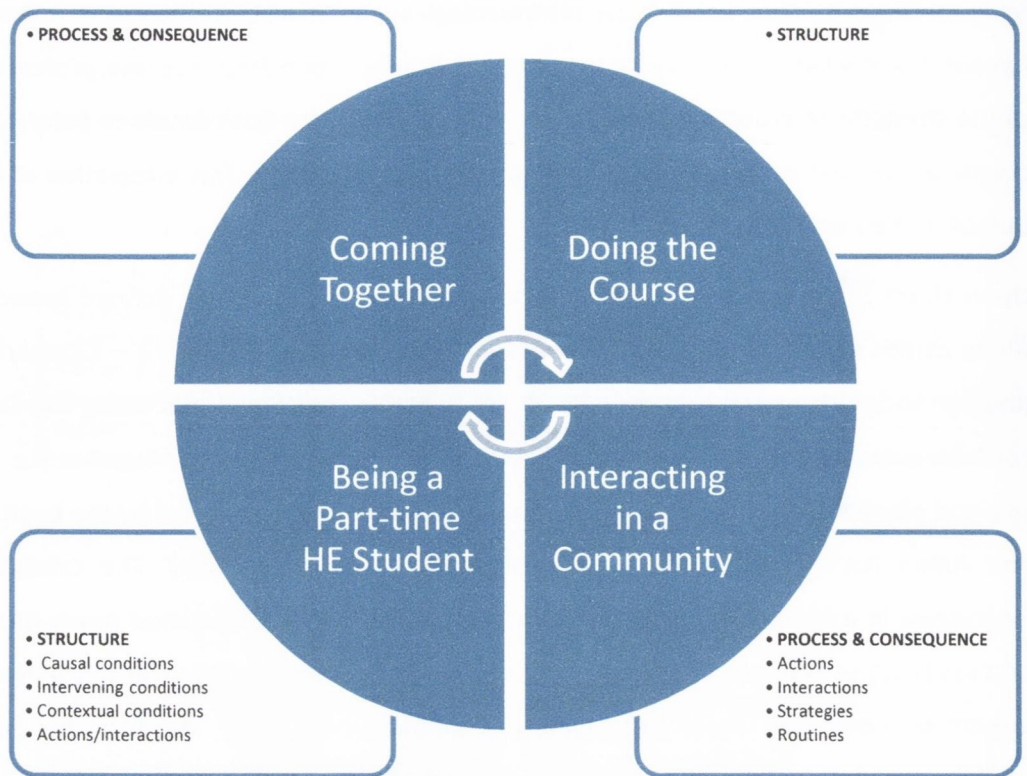 • PROCESS & CONSEQUENCE
• STRUCTURE
Coming
Together
Doing the
Course
Being a
Part-time
HE Student
Interacting
in a
Community
• STRUCTURE
• Causal conditions
• Intervening conditions
• Contextual conditions
• Actions/interactions
• PROCESS & CONSEQUENCE
• Actions
• Interactions
• Strategies
• Routines